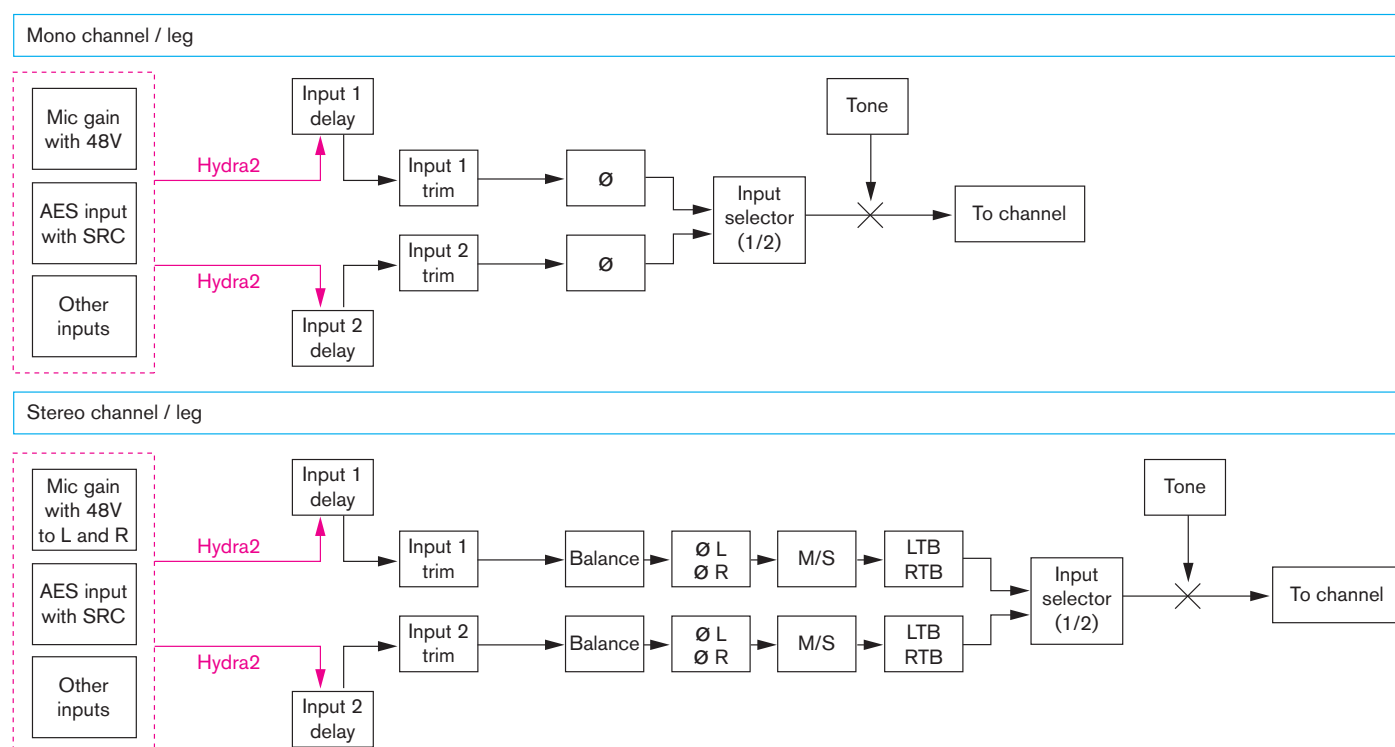 Mono channel / leg
Mic gain
with 48V
AES input
with SRC
Other
inputs
Hydra2
Hydra2
Input 1
delay
Input 2
delay
Input 1
trim
Input 2
trim
Ø
Ø
Input
selector
(1/2)
Tone
To channel
Stereo channel / leg
Mic gain
with 48V
to L and R
AES input
with SRC
Other
inputs
Hydra2
Hydra2
Input 1
delay
Input 2
delay
Input 1
trim
Input 2
trim
Balance
Ø L
Ø R
M/S
LTB
RTB
Balance
Ø L
Ø R
M/S
LTB
RTB
Input
selector
(1/2)
Tone
To channel